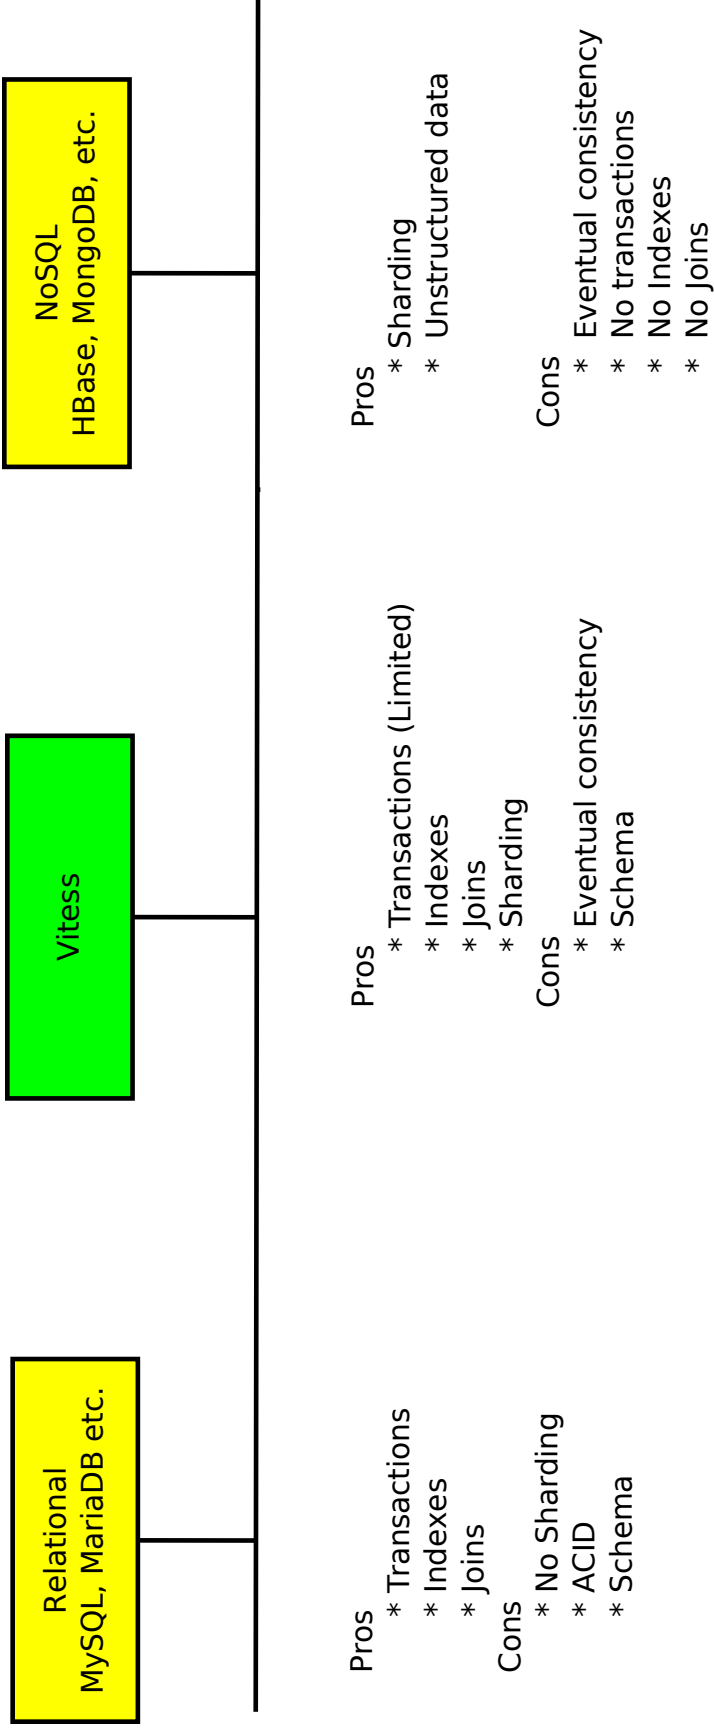 Relational
MySQL, MariaDB etc.
Vitess
NoSQL
HBase, MongoDB, etc.
Pros
* Transactions
* Indexes
* Joins
Cons
* No Sharding
* ACID
* Schema
Pros
* Transactions (Limited)
* Indexes
* Joins
* Sharding
Cons
* Eventual consistency
* Schema
Pros
* Sharding
* Unstructured data
Cons
* Eventual consistency
* No transactions
* No Indexes
* No Joins